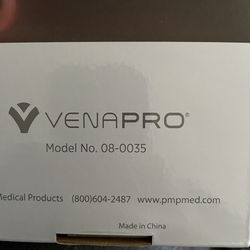 VENAPRO®
Model No. 08-0035
Medical Products (800)604-2487 www.pmpmed.com
Made in China